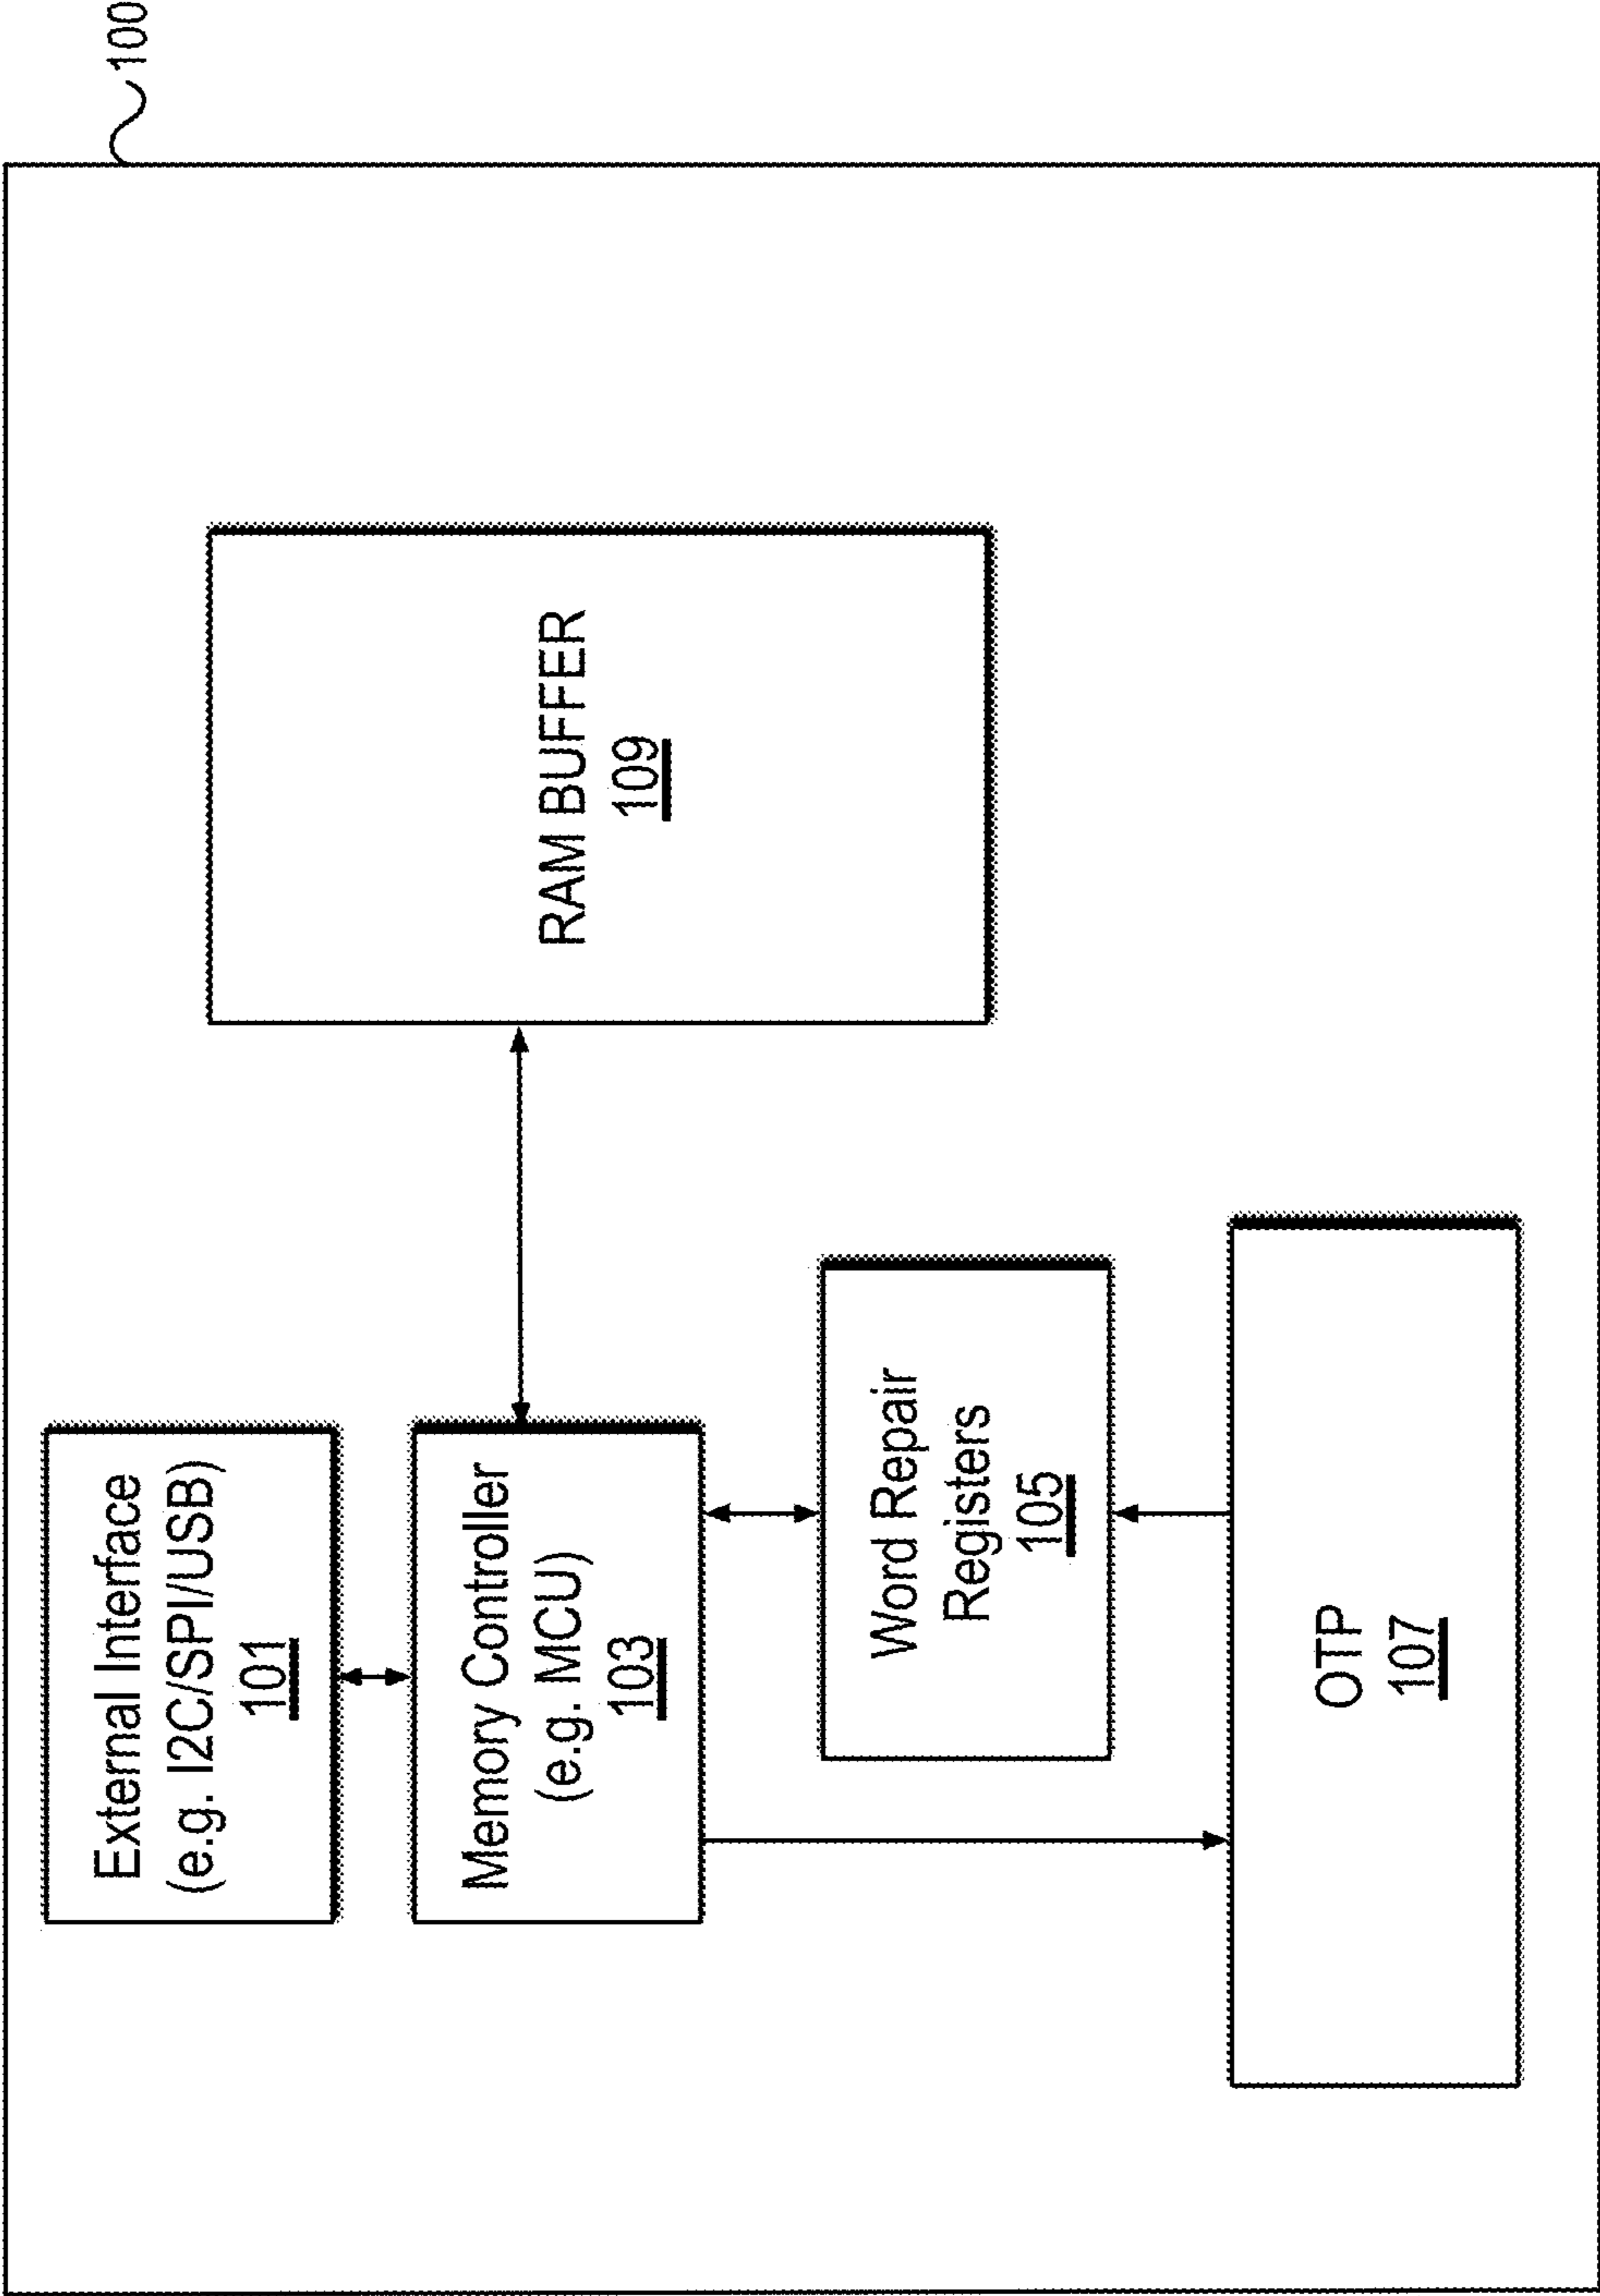 100
External Interface
(e.g. I2C/SPI/USB)
101
Memory Controller
(e.g. MCU)
103
Word Repair
Registers
105
OTP
107
RAM BUFFER
109